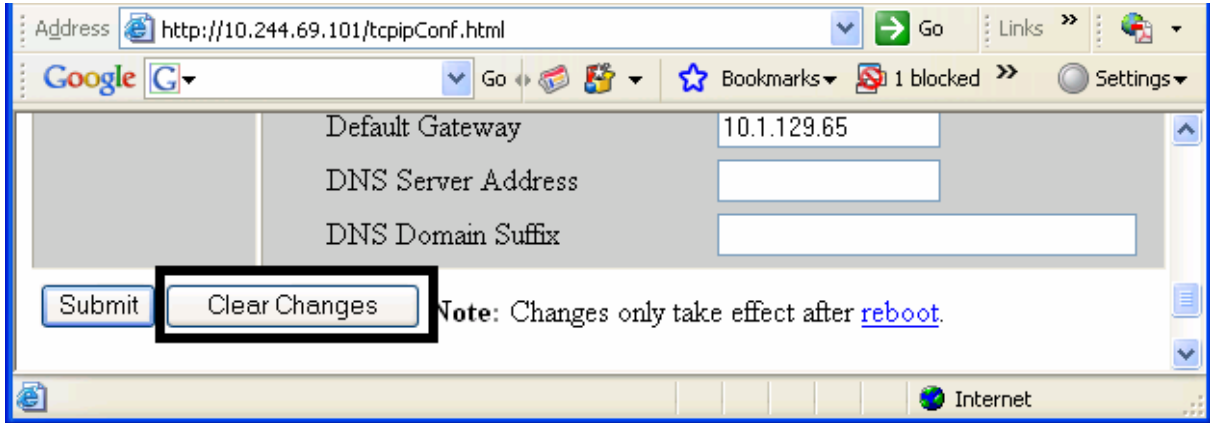 Address http://10.244.69.101/tcpipConf.html Go Links »
Google G Go Bookmarks 1 blocked » Settings
Default Gateway 10.1.129.65
DNS Server Address
DNS Domain Suffix
Submit Clear Changes Note: Changes only take effect after reboot.
Internet